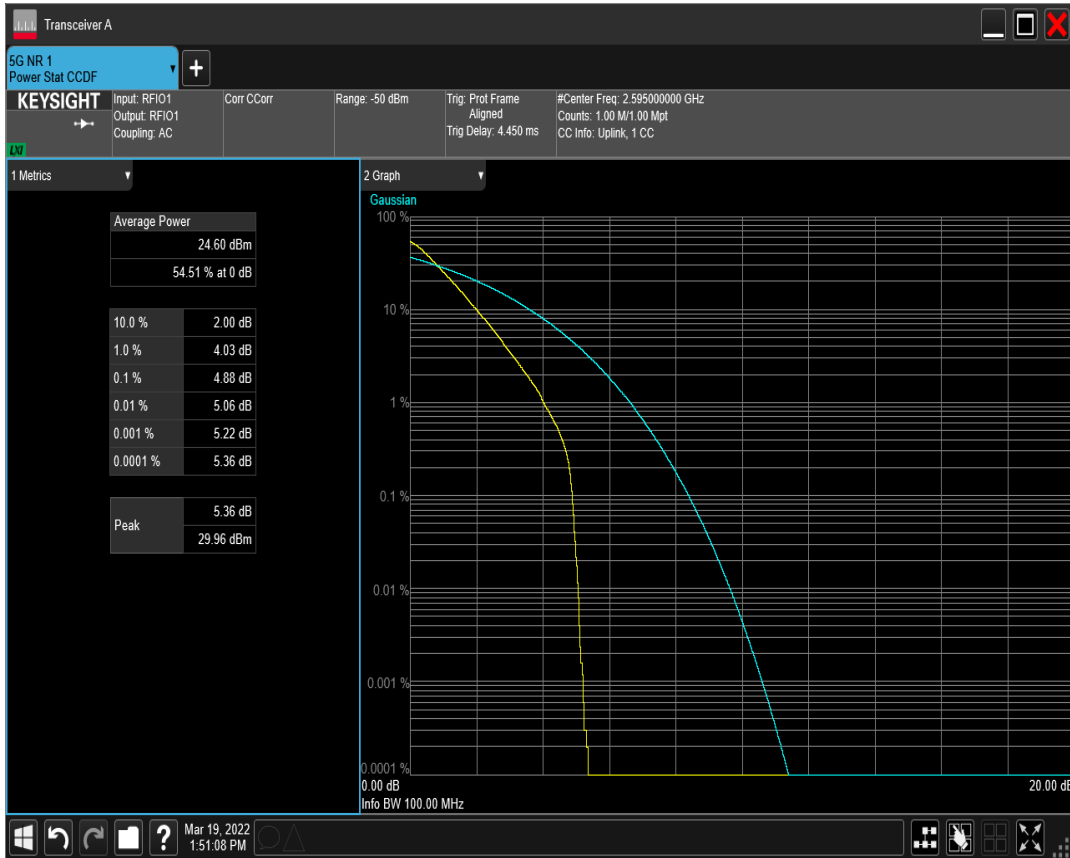 Transceiver A
5G NR 1
Power Stat CCDF
+
KEYSIGHT
LXI
Input: RFIO1
Output: RFIO1
Coupling: AC
Corr CCorr
Range: -50 dBm
Trig: Prot Frame
Aligned
Trig Delay: 4.450 ms
#Center Freq: 2.595000000 GHz
Counts: 1.00 M/1.00 Mpt
CC Info: Uplink, 1 CC
1 Metrics
Average Power
24.60 dBm
54.51 % at 0 dB
10.0 % 2.00 dB
1.0 % 4.03 dB
0.1 % 4.88 dB
0.01 % 5.06 dB
0.001 % 5.22 dB
0.0001 % 5.36 dB
Peak
5.36 dB
29.96 dBm
2 Graph
Gaussian
100 %
10 %
1 %
0.1 %
0.01 %
0.001 %
0.0001 %
0.00 dB 20.00 dB
Info BW 100.00 MHz
?
Mar 19, 2022
1:51:08 PM